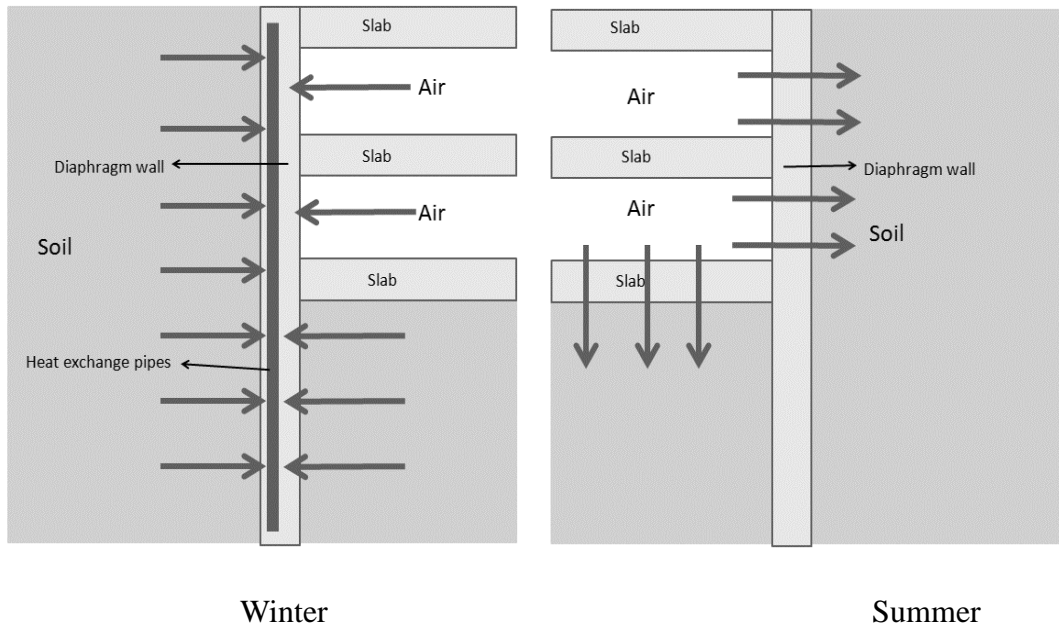 Slab
Air
Slab
Diaphragm wall
Air
Soil
Slab
Heat exchange pipes
Winter
Slab
Air
Slab
Diaphragm wall
Air
Soil
Slab
Summer